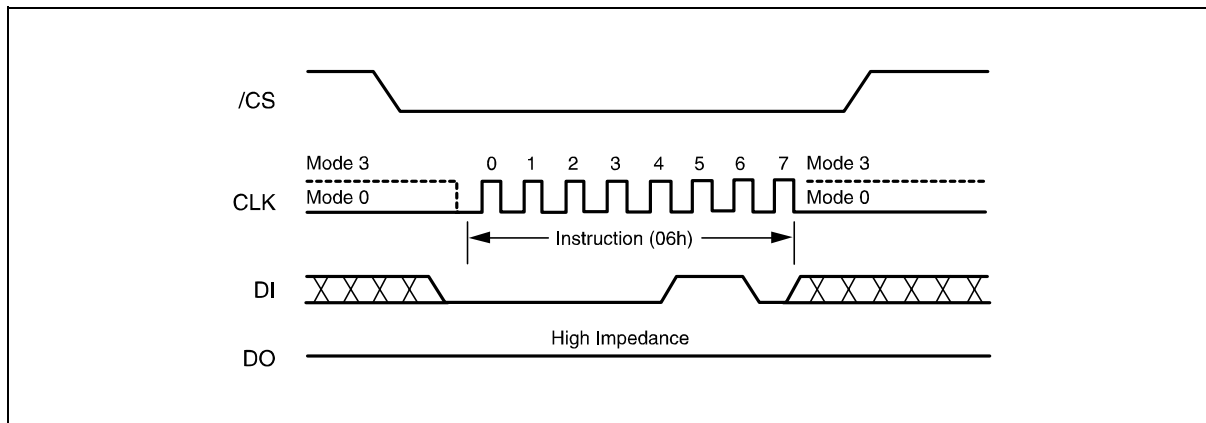 /CS
Mode 3 0 1 2 3 4 5 6 7 Mode 3
CLK Mode 0 Mode 0
Instruction (06h)
DI
High Impedance
DO